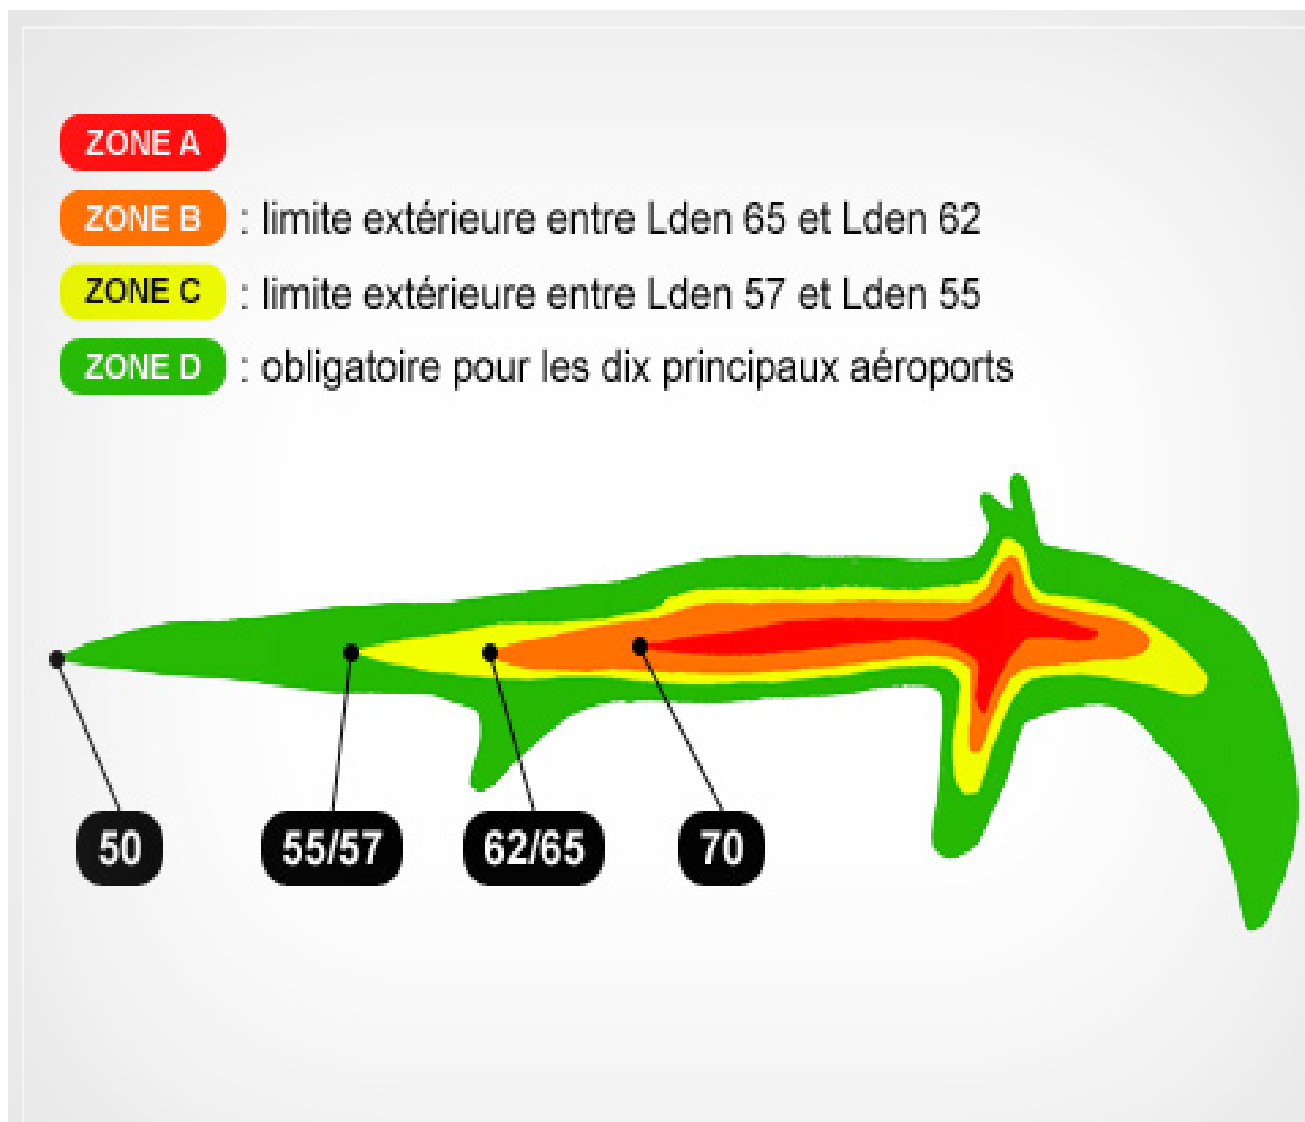 ZONE A
ZONE B : limite extérieure entre Lden 65 et Lden 62
ZONE C : limite extérieure entre Lden 57 et Lden 55
ZONE D : obligatoire pour les dix principaux aéroports
50 55/57 62/65 70